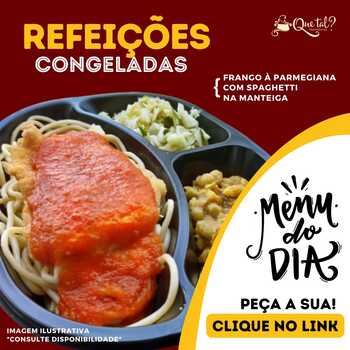 REFEIÇÕES
CONGELADAS
Que tal?
FRANGO À PARMEGIANA
COM SPAGHETTI
NA MANTEIGA
Menu
do
DIA
PEÇA A SUA!
CLIQUE NO LINK
IMAGEM ILUSTRATIVA
"CONSULTE DISPONIBILIDADE"